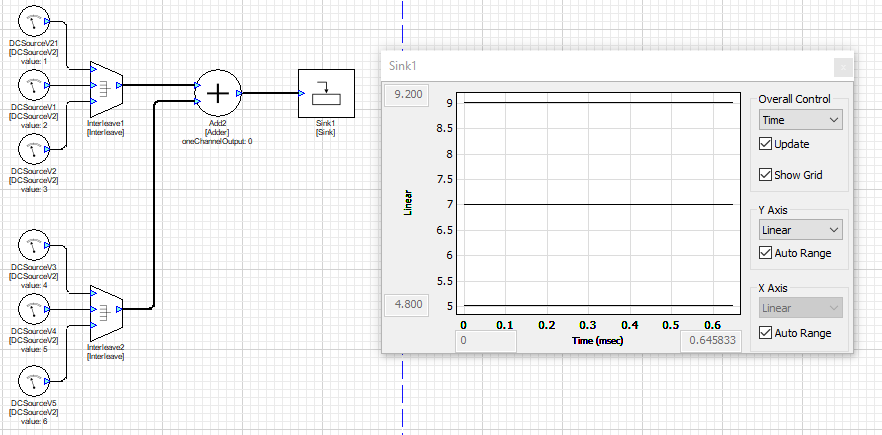 DCSourceV21
[DCSourceV2]
value: 1
DCSourceV1
[DCSourceV2]
value: 2
DCSourceV2
[DCSourceV2]
value: 3
Interleave1
[Interleave]
Add2
[Adder]
oneChannelOutput: 0
Sink1
[Sink]
DCSourceV3
[DCSourceV2]
value: 4
DCSourceV4
[DCSourceV2]
value: 5
DCSourceV5
[DCSourceV2]
value: 6
Interleave2
[Interleave]
Sink1
x
9.200
Linear
4.800
9
8.5
8
7.5
7
6.5
6
5.5
5
0 0.1 0.2 0.3 0.4 0.5 0.6
0 Time (msec) 0.645833
Overall Control
Time
Update
Show Grid
Y Axis
Linear
Auto Range
X Axis
Linear
Auto Range